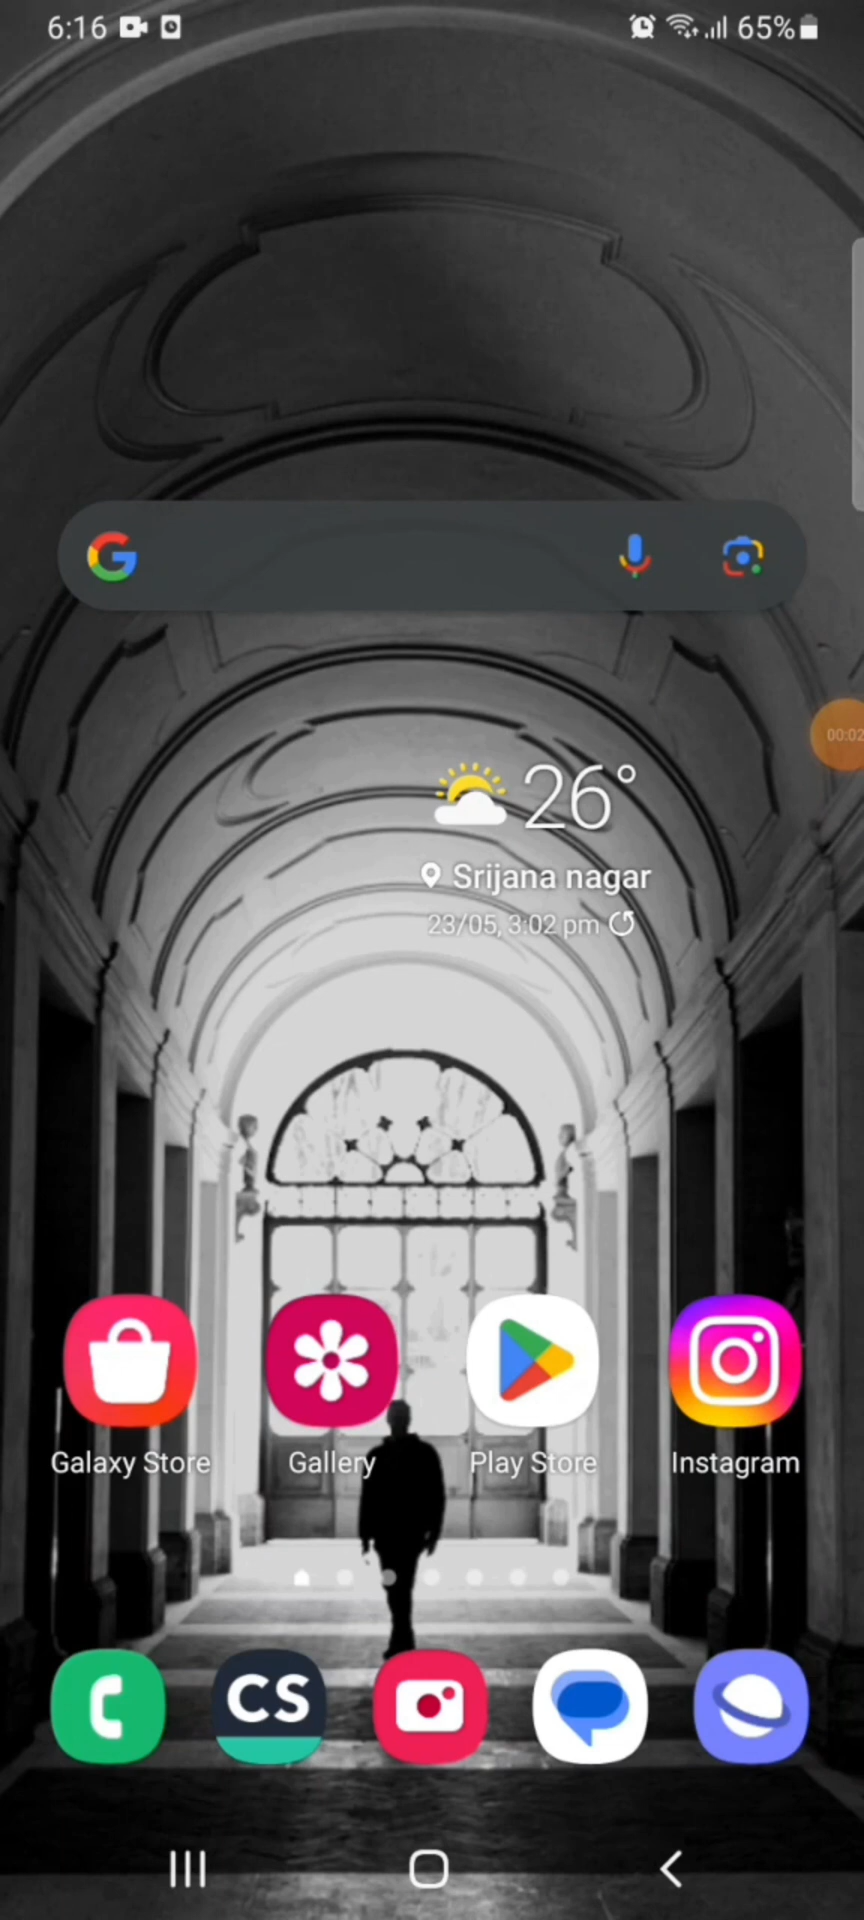 6:16 65%
00:02
26°
Srijana nagar
23/05, 3:02 pm
Galaxy Store Gallery Play Store Instagram
CS